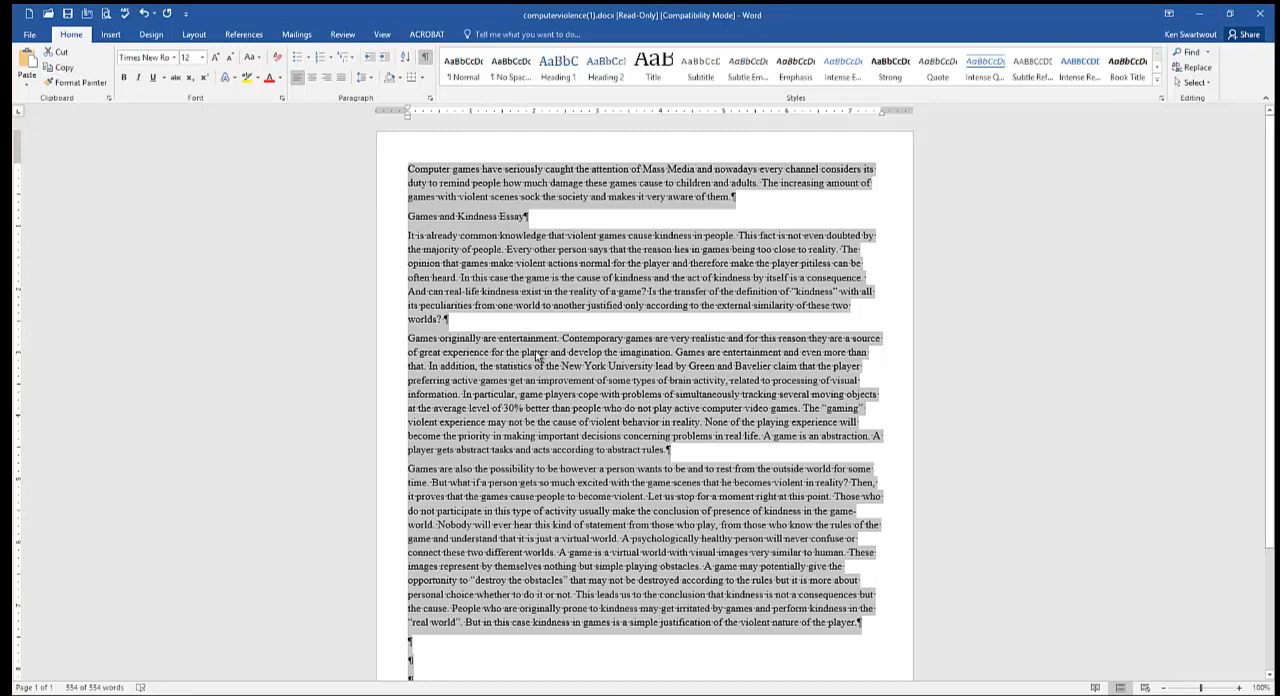 computerviolence(1).docx [Read-Only] [Compatibility Mode] - Word
File Home Insert Design Layout References Mailings Review View ACROBAT Tell me what you want to do... Ken Swartwout Share
Cut
Copy
Format Painter
Paste
Times New Ro 12
Aa
B I U abc x₂ x²
AaBbCcDc AaBbCcDc AaBbC AaBbCc AaB AaBbCcC AaBbCcDc AaBbCcDc AaBbCcDc AaBbCcDc AaBbCcDc AaBbCcDc AABBCCDC AABBCCDC AaBbCcDc
¶ Normal ¶ No Spac... Heading 1 Heading 2 Title Subtitle Subtle Em... Emphasis Intense E... Strong Quote Intense Q... Subtle Ref... Intense Re... Book Title
Find
Replace
Select
Clipboard Font Paragraph Styles Editing
1 2 3 4 5 6 7
Computer games have seriously caught the attention of Mass Media and nowadays every channel considers its
duty to remind people how much damage these games cause to children and adults. The increasing amount of
games with violent scenes sock the society and makes it very aware of them.¶
Games and Kindness Essay¶
It is already common knowledge that violent games cause kindness in people. This fact is not even doubted by
the majority of people. Every other person says that the reason lies in games being too close to reality. The
opinion that games make violent actions normal for the player and therefore make the player pitiless can be
often heard. In this case the game is the cause of kindness and the act of kindness by itself is a consequence.
And can real-life kindness exist in the reality of a game? Is the transfer of the definition of "kindness" with all
its peculiarities from one world to another justified only according to the external similarity of these two
worlds? ¶
Games originally are entertainment. Contemporary games are very realistic and for this reason they are a source
of great experience for the player and develop the imagination. Games are entertainment and even more than
that. In addition, the statistics of the New York University lead by Green and Bavelier claim that the player
preferring active games get an improvement of some types of brain activity, related to processing of visual
information. In particular, game players cope with problems of simultaneously tracking several moving objects
at the average level of 30% better than people who do not play active computer video games. The "gaming"
violent experience may not be the cause of violent behavior in reality. None of the playing experience will
become the priority in making important decisions concerning problems in real life. A game is an abstraction. A
player gets abstract tasks and acts according to abstract rules.¶
Games are also the possibility to be however a person wants to be and to rest from the outside world for some
time. But what if a person gets so much excited with the game scenes that he becomes violent in reality? Then,
it proves that the games cause people to become violent. Let us stop for a moment right at this point. Those who
do not participate in this type of activity usually make the conclusion of presence of kindness in the game-
world. Nobody will ever hear this kind of statement from those who play, from those who know the rules of the
game and understand that it is just a virtual world. A psychologically healthy person will never confuse or
connect these two different worlds. A game is a virtual world with visual images very similar to human. These
images represent by themselves nothing but simple playing obstacles. A game may potentially give the
opportunity to "destroy the obstacles" that may not be destroyed according to the rules but it is more about
personal choice whether to do it or not. This leads us to the conclusion that kindness is not a consequences but
the cause. People who are originally prone to kindness may get irritated by games and perform kindness in the
"real world". But in this case kindness in games is a simple justification of the violent nature of the player.¶
¶
¶
¶
Page 1 of 1 554 of 554 words 100%